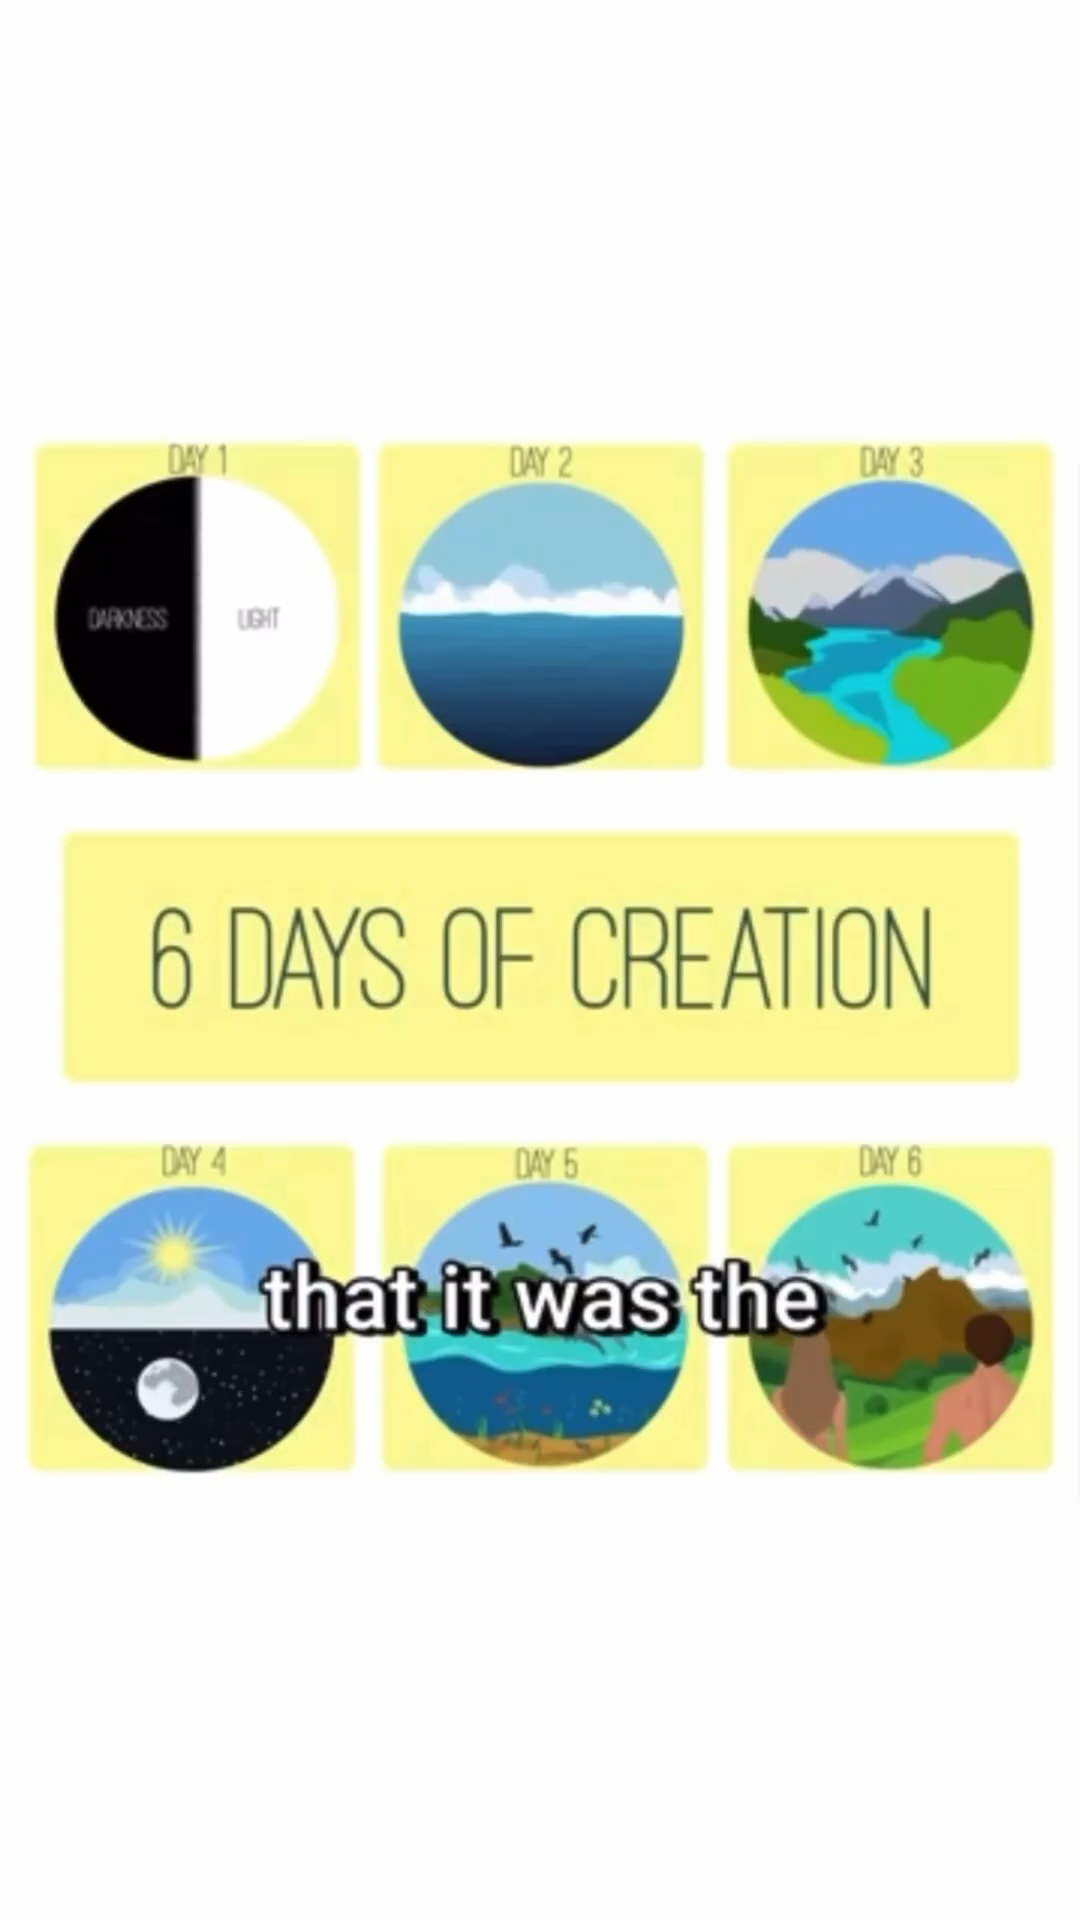 DAY 1
DAY 2
DAY 3
DARKNESS
LIGHT
6 DAYS OF CREATION
DAY 4
DAY 5
DAY 6
that it was the